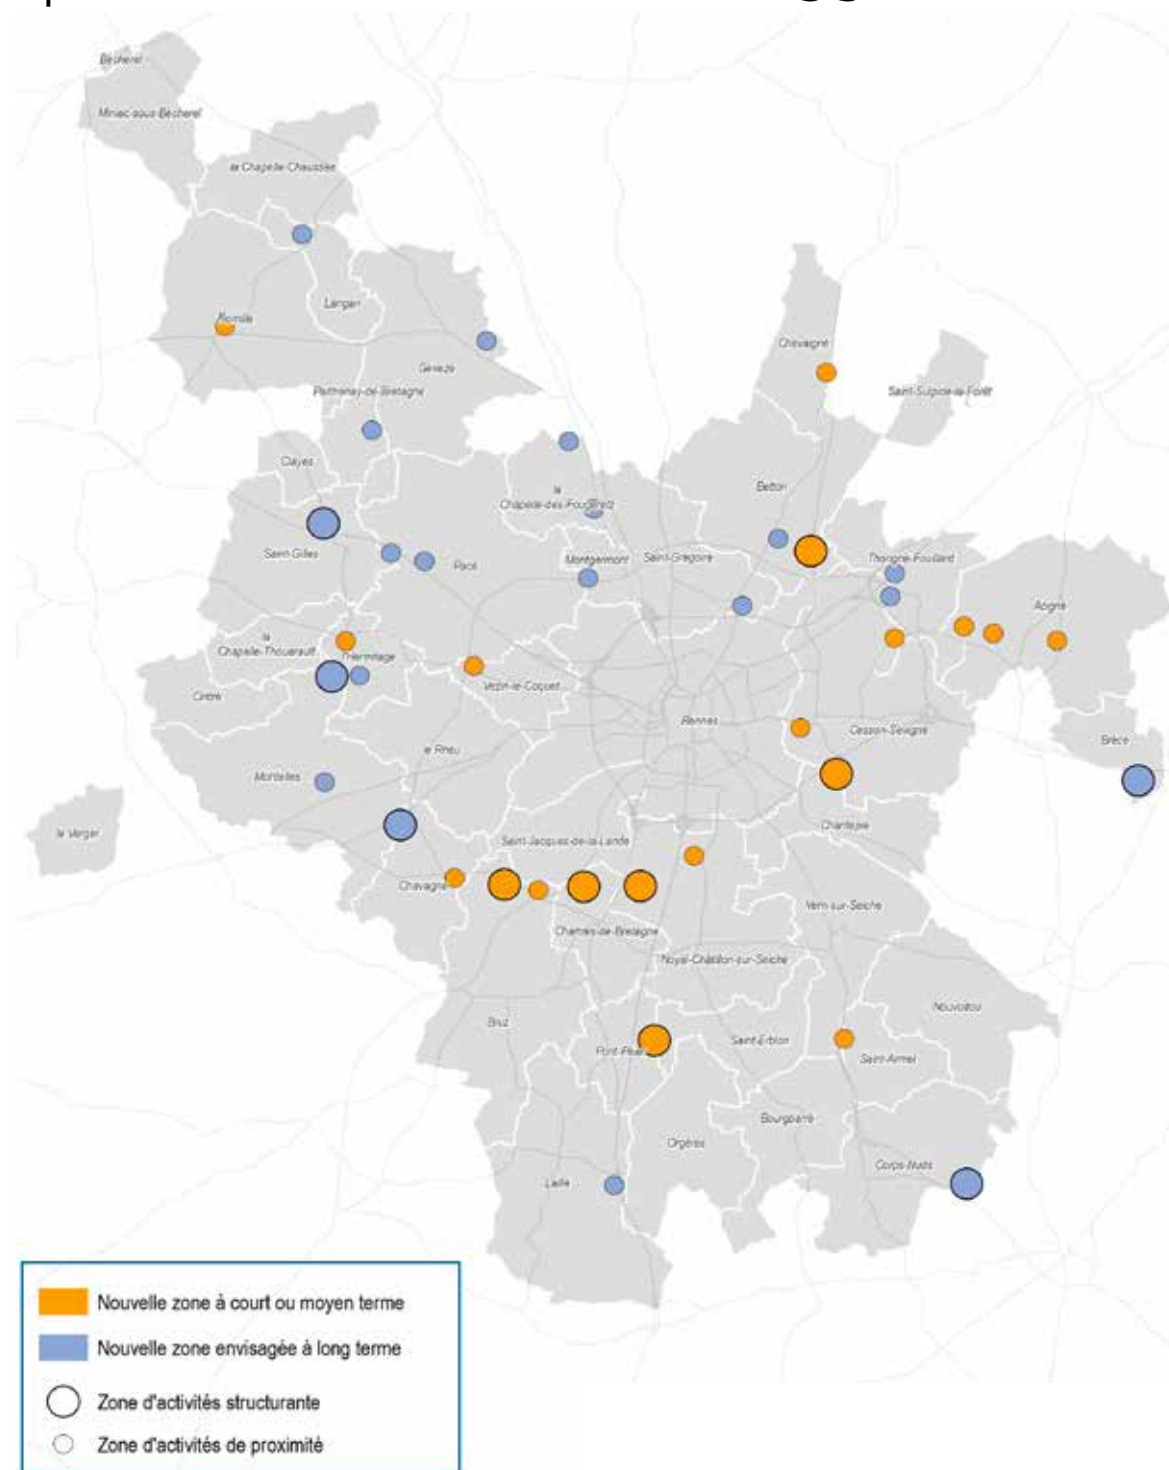 Bécherel
Miniac-sous-Bécherel
la Chapelle-Chaussée
Langan
Romillé
Gévezé
Parthenay-de-Bretagne
Chevaigné
Saint-Sulpice-la-Forêt
Clayes
Betton
la
Chapelle-des-Fougeretz
Saint-Gilles
Pacé
Montgermont
Saint-Grégoire
Thorigné-Fouillard
Acigné
la
Chapelle-Thouarault
l'Hermitage
Cintré
Vezin-le-Coquet
Rennes
Cesson-Sévigné
Brécé
le Rheu
Mordelles
le Verger
Saint-Jacques-de-la-Lande
Chantepie
Chavagne
Vern-sur-Seiche
Chartres-de-Bretagne
Noyal-Châtillon-sur-Seiche
Nouvoitou
Bruz
Saint-Erblon
Pont-Péan
Saint-Armel
Bourgbarré
Orgères
Corps-Nuds
Laillé
Nouvelle zone à court ou moyen terme
Nouvelle zone envisagée à long terme
Zone d'activités structurante
Zone d'activités de proximité